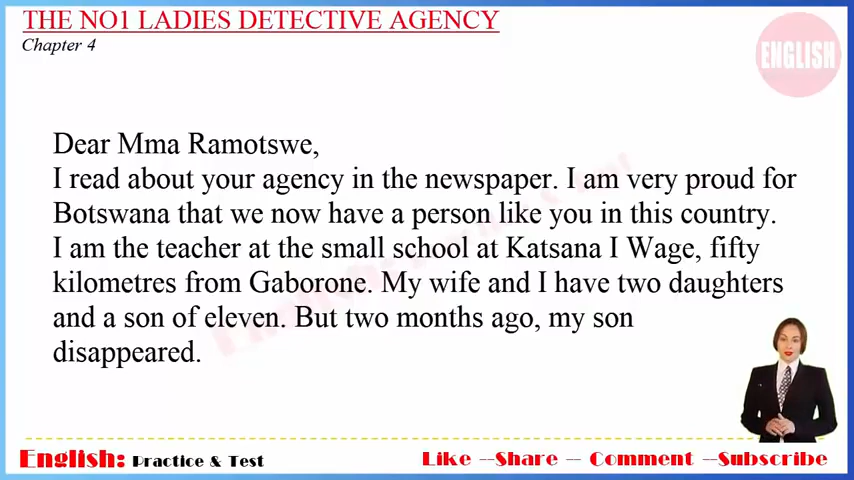 THE NO1 LADIES DETECTIVE AGENCY
Chapter 4
ENGLISH
Dear Mma Ramotswe,
I read about your agency in the newspaper. I am very proud for
Botswana that we now have a person like you in this country.
I am the teacher at the small school at Katsana I Wage, fifty
kilometres from Gaborone. My wife and I have two daughters
and a son of eleven. But two months ago, my son
disappeared.
English: Practice & Test
Like --Share -- Comment --Subscribe